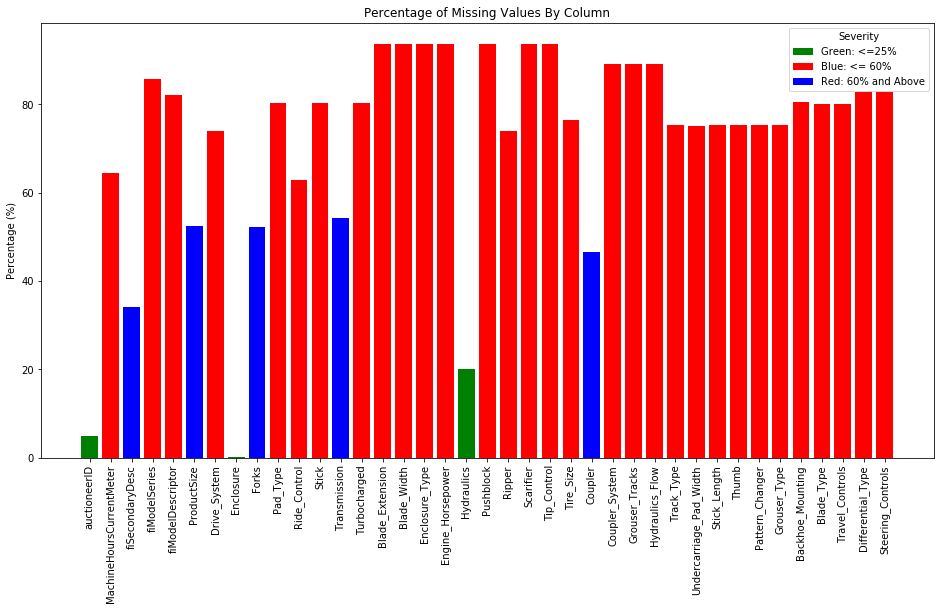 Percentage of Missing Values By Column
Severity
Green: <=25%
Blue: <= 60%
Red: 60% and Above
Percentage (%)
80
60
40
20
0
auctioneerID
MachineHoursCurrentMeter
fiSecondaryDesc
fiModelSeries
fiModelDescriptor
ProductSize
Drive_System
Enclosure
Forks
Pad_Type
Ride_Control
Stick
Transmission
Turbocharged
Blade_Extension
Blade_Width
Enclosure_Type
Engine_Horsepower
Hydraulics
Pushblock
Ripper
Scarifier
Tip_Control
Tire_Size
Coupler
Coupler_System
Grouser_Tracks
Hydraulics_Flow
Track_Type
Undercarriage_Pad_Width
Stick_Length
Thumb
Pattern_Changer
Grouser_Type
Backhoe_Mounting
Blade_Type
Travel_Controls
Differential_Type
Steering_Controls